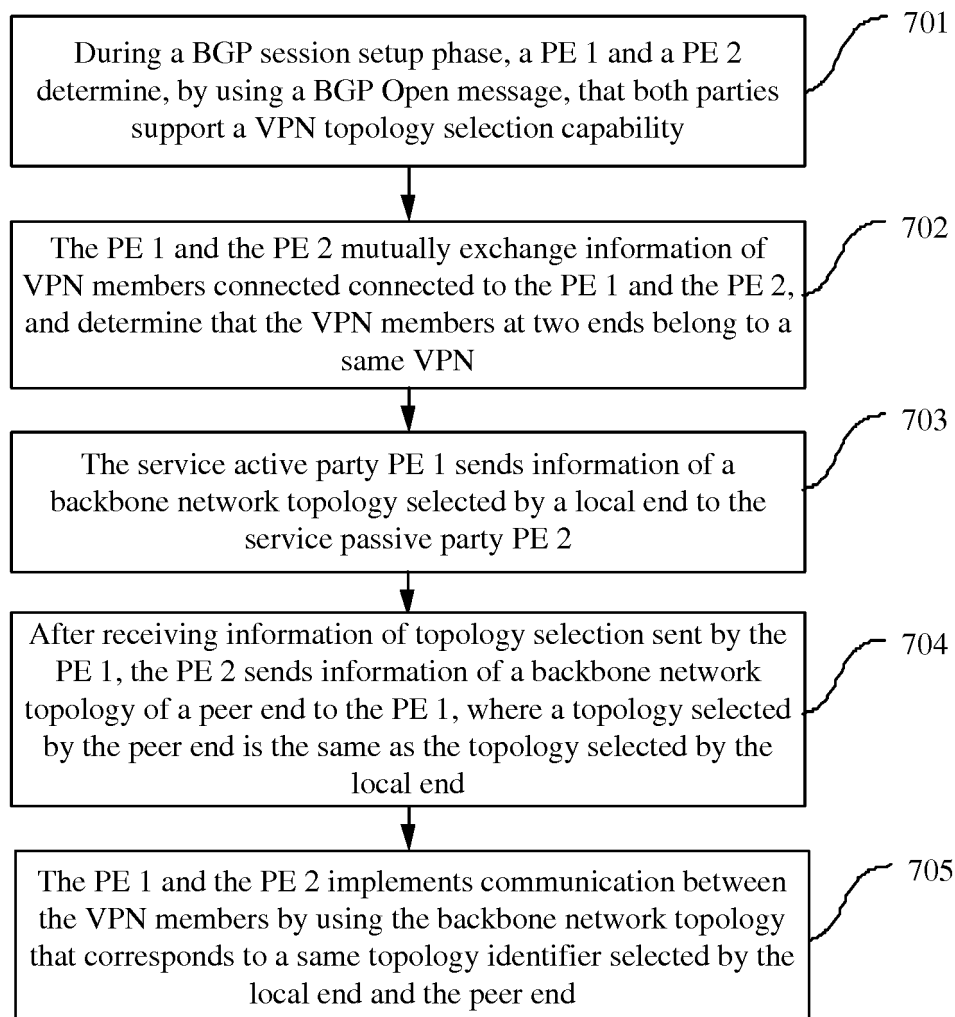 During a BGP session setup phase, a PE 1 and a PE 2
determine, by using a BGP Open message, that both parties
support a VPN topology selection capability
701
The PE 1 and the PE 2 mutually exchange information of
VPN members connected connected to the PE 1 and the PE 2,
and determine that the VPN members at two ends belong to a
same VPN
702
The service active party PE 1 sends information of a
backbone network topology selected by a local end to the
service passive party PE 2
703
After receiving information of topology selection sent by the
PE 1, the PE 2 sends information of a backbone network
topology of a peer end to the PE 1, where a topology selected
by the peer end is the same as the topology selected by the
local end
704
The PE 1 and the PE 2 implements communication between
the VPN members by using the backbone network topology
that corresponds to a same topology identifier selected by the
local end and the peer end
705